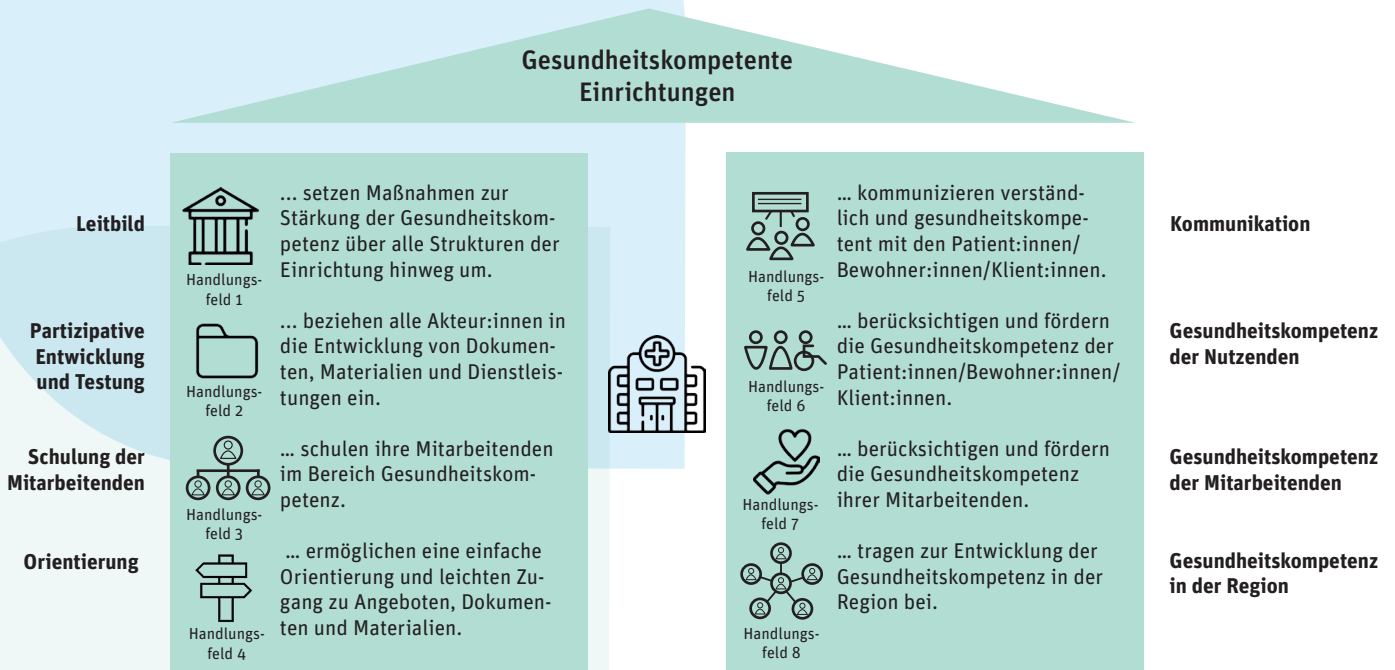 Gesundheitskompetente
Einrichtungen
Leitbild
Handlungs-
feld 1
... setzen Maßnahmen zur
Stärkung der Gesundheitskom-
petenz über alle Strukturen der
Einrichtung hinweg um.
Partizipative
Entwicklung
und Testung
Handlungs-
feld 2
... beziehen alle Akteur:innen in
die Entwicklung von Dokumen-
ten, Materialien und Dienstleis-
tungen ein.
Schulung der
Mitarbeitenden
Handlungs-
feld 3
... schulen ihre Mitarbeitenden
im Bereich Gesundheitskom-
petenz.
Orientierung
Handlungs-
feld 4
... ermöglichen eine einfache
Orientierung und leichten Zu-
gang zu Angeboten, Dokumen-
ten und Materialien.
Handlungs-
feld 5
... kommunizieren verständ-
lich und gesundheitskompe-
tent mit den Patient:innen/
Bewohner:innen/Klient:innen.
Kommunikation
Handlungs-
feld 6
... berücksichtigen und fördern
die Gesundheitskompetenz der
Patient:innen/Bewohner:innen/
Klient:innen.
Gesundheitskompetenz
der Nutzenden
Handlungs-
feld 7
... berücksichtigen und fördern
die Gesundheitskompetenz
ihrer Mitarbeitenden.
Gesundheitskompetenz
der Mitarbeitenden
Handlungs-
feld 8
... tragen zur Entwicklung der
Gesundheitskompetenz in der
Region bei.
Gesundheitskompetenz
in der Region